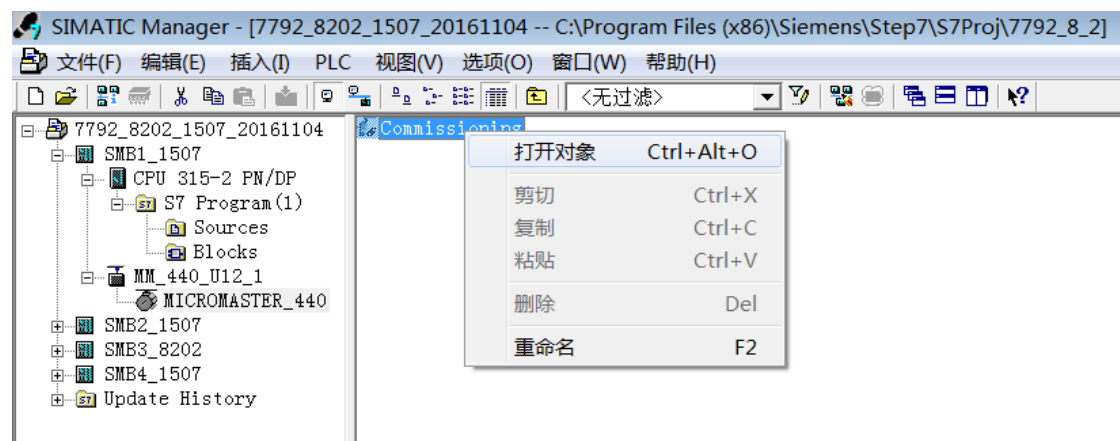 SIMATIC Manager - [7792_8202_1507_20161104 -- C:\Program Files (x86)\Siemens\Step7\S7Proj\7792_8_2]
文件(F) 编辑(E) 插入(I) PLC 视图(V) 选项(O) 窗口(W) 帮助(H)
<无过滤>
7792_8202_1507_20161104
SMB1_1507
CPU 315-2 PN/DP
S7 Program(1)
Sources
Blocks
MM_440_U12_1
MICROMASTER_440
SMB2_1507
SMB3_8202
SMB4_1507
Update History
Commissioning
打开对象 Ctrl+Alt+O
剪切 Ctrl+X
复制 Ctrl+C
粘贴 Ctrl+V
删除 Del
重命名 F2